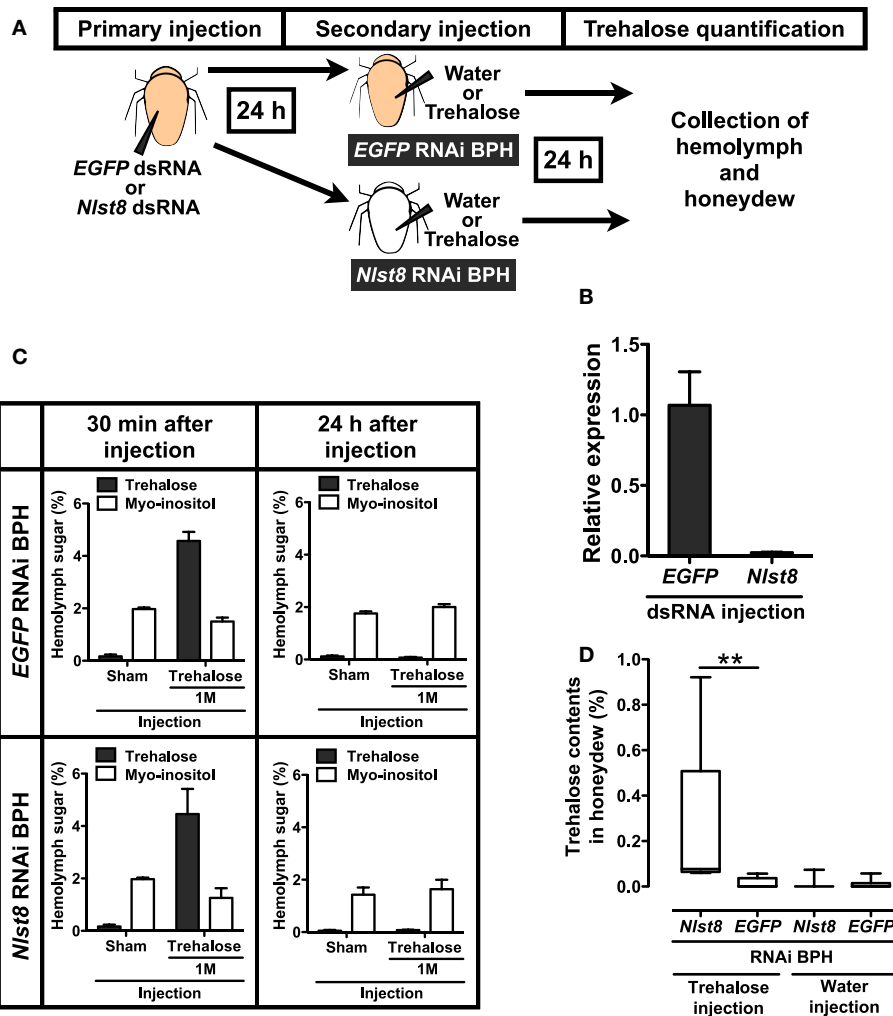 A
Primary injection
Secondary injection
Trehalose quantification
EGFP dsRNA
or
Nlst8 dsRNA
24 h
Water
or
Trehalose
EGFP RNAi BPH
24 h
Water
or
Trehalose
Nlst8 RNAi BPH
Collection of
hemolymph
and
honeydew
B
Relative expression
1.5
1.0
0.5
0.0
EGFP Nlst8
dsRNA injection
C
30 min after
injection
24 h after
injection
EGFP RNAi BPH
Hemolymph sugar (%)
Trehalose
Myo-inositol
6
4
2
0
Sham Trehalose
1M
Injection
Hemolymph sugar (%)
Trehalose
Myo-inositol
6
4
2
0
Sham Trehalose
1M
Injection
Nlst8 RNAi BPH
Hemolymph sugar (%)
Trehalose
Myo-inositol
6
4
2
0
Sham Trehalose
1M
Injection
Hemolymph sugar (%)
Trehalose
Myo-inositol
6
4
2
0
Sham Trehalose
1M
Injection
D
Trehalose contents
in honeydew (%)
1.0
0.8
0.6
0.4
0.2
0.0
**
Nlst8 EGFP Nlst8 EGFP
RNAi BPH
Trehalose
injection
Water
injection